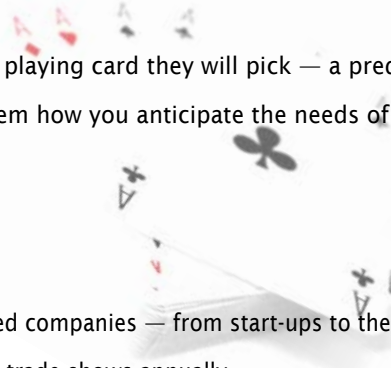 playing card they will pick — a pred
em how you anticipate the needs of
ed companies — from start-ups to the
trade shows annually